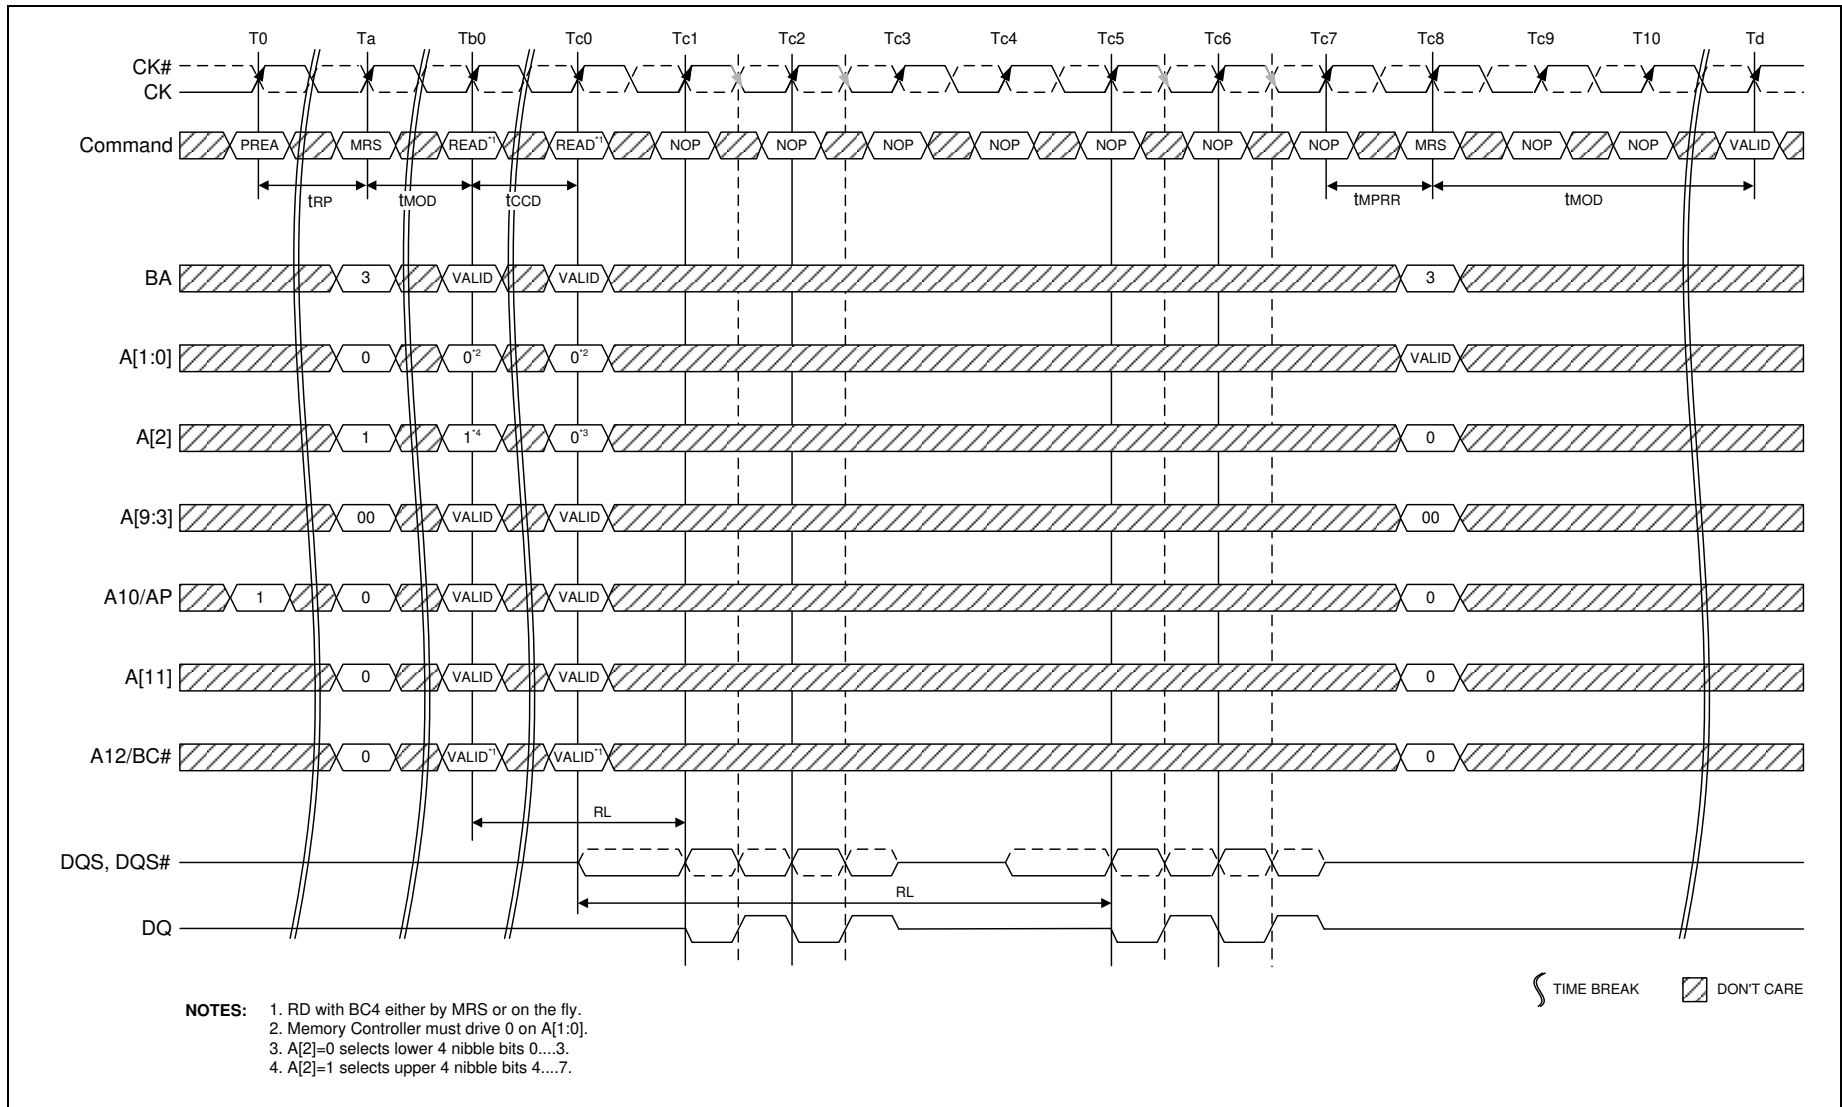 T0 Ta Tb0 Tc0 Tc1 Tc2 Tc3 Tc4 Tc5 Tc6 Tc7 Tc8 Tc9 T10 Td
CK#
CK
Command PREA MRS READ*1 READ*1 NOP NOP NOP NOP NOP NOP NOP MRS NOP NOP VALID
tRP tMOD tCCD tMPRR tMOD
BA 3 VALID VALID 3
A[1:0] 0 0*2 0*2 VALID
A[2] 1 1*4 0*3 0
A[9:3] 00 VALID VALID 00
A10/AP 1 0 VALID VALID 0
A[11] 0 VALID VALID 0
A12/BC# 0 VALID*1 VALID*1 0
RL
DQS, DQS#
RL
DQ
TIME BREAK DON'T CARE
NOTES: 1. RD with BC4 either by MRS or on the fly.
2. Memory Controller must drive 0 on A[1:0].
3. A[2]=0 selects lower 4 nibble bits 0....3.
4. A[2]=1 selects upper 4 nibble bits 4....7.